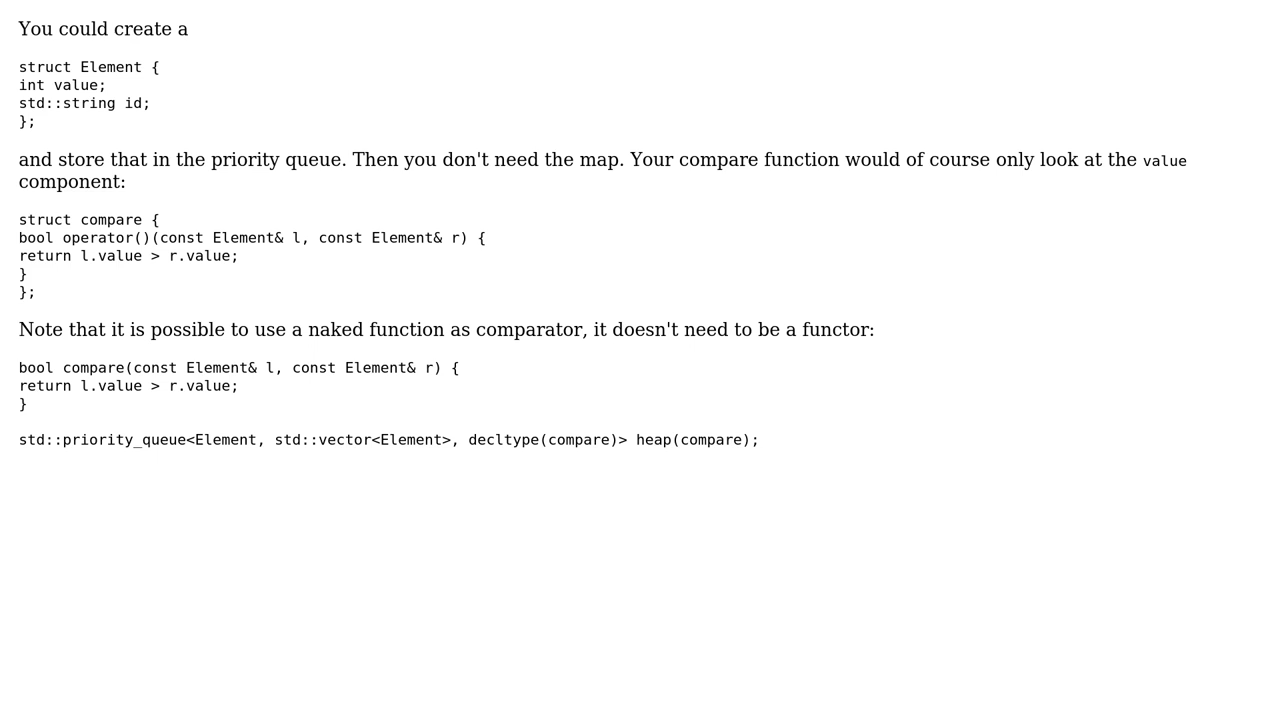 You could create a
struct Element {
int value;
std::string id;
};
and store that in the priority queue. Then you don't need the map. Your compare function would of course only look at the value
component:
struct compare {
bool operator()(const Element& l, const Element& r) {
return l.value > r.value;
}
};
Note that it is possible to use a naked function as comparator, it doesn't need to be a functor:
bool compare(const Element& l, const Element& r) {
return l.value > r.value;
}
std::priority_queue<Element, std::vector<Element>, decltype(compare)> heap(compare);